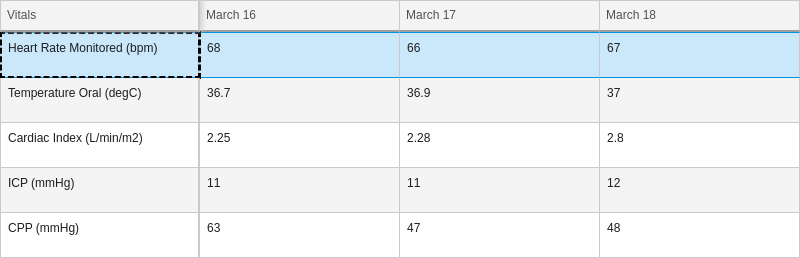 Vitals March 16 March 17 March 18
Heart Rate Monitored (bpm) 68 66 67
Temperature Oral (degC) 36.7 36.9 37
Cardiac Index (L/min/m2) 2.25 2.28 2.8
ICP (mmHg) 11 11 12
CPP (mmHg) 63 47 48